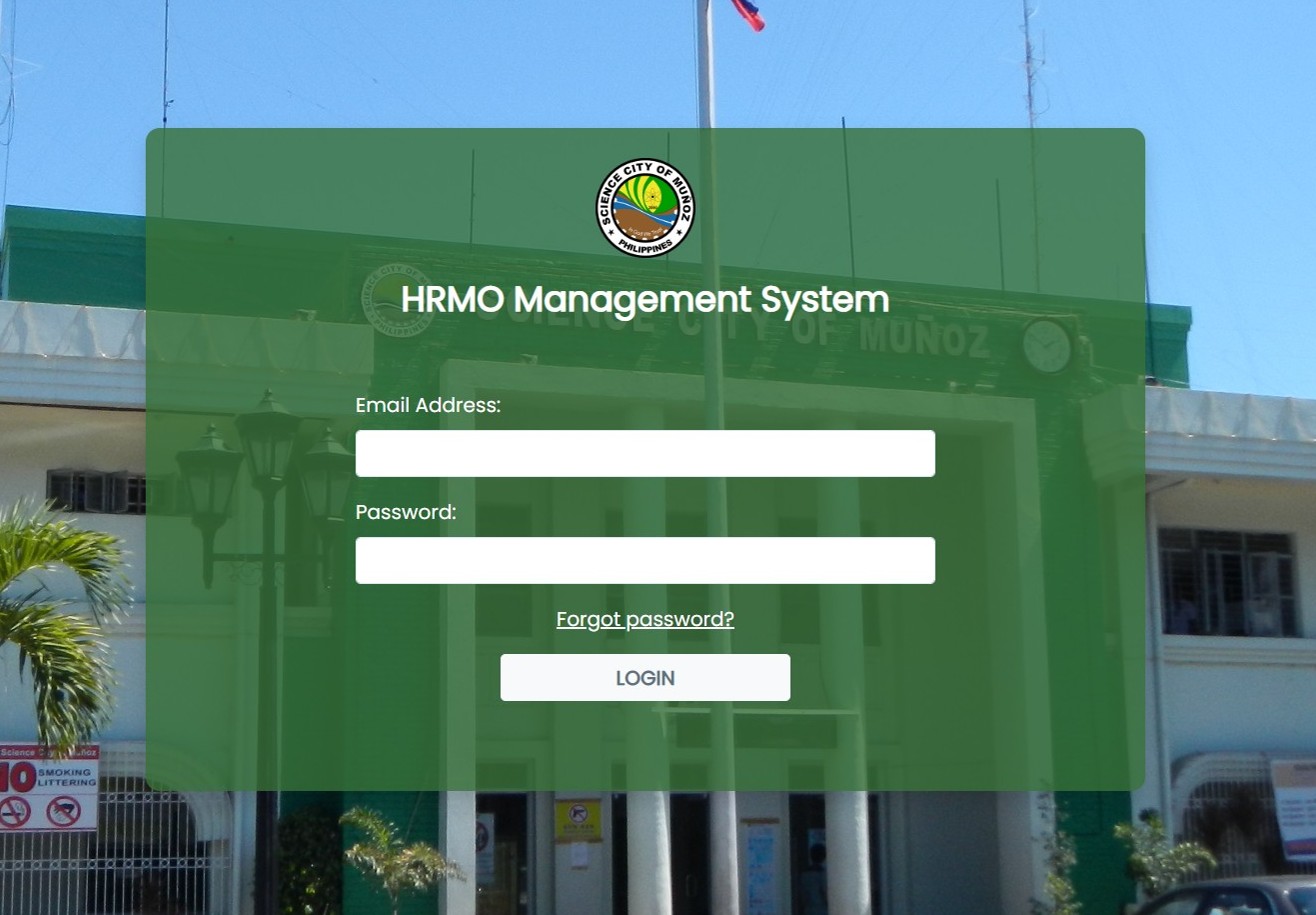 SCIENCE CITY OF MUÑOZ
PHILIPPINES
HRMO Management System
SCIENCE CITY OF MUÑOZ
Email Address:
Password:
Forgot password?
LOGIN
Science City Muñoz
NO SMOKING
LITTERING